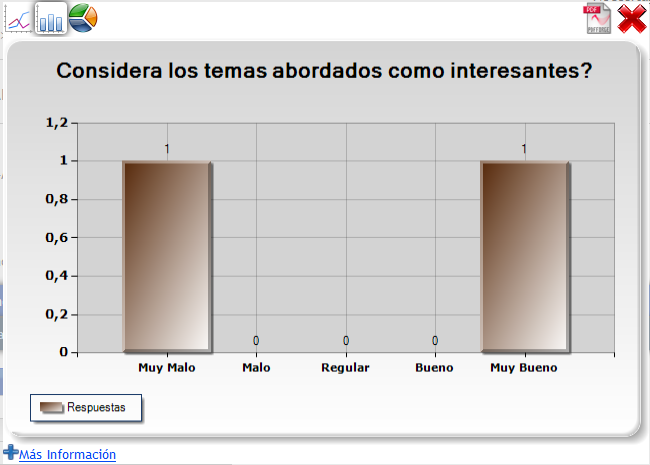 PDF
Considera los temas abordados como interesantes?
1,2
1
0,8
0,6
0,4
0,2
0
1
0
0
0
1
Muy Malo
Malo
Regular
Bueno
Muy Bueno
Respuestas
Más Información